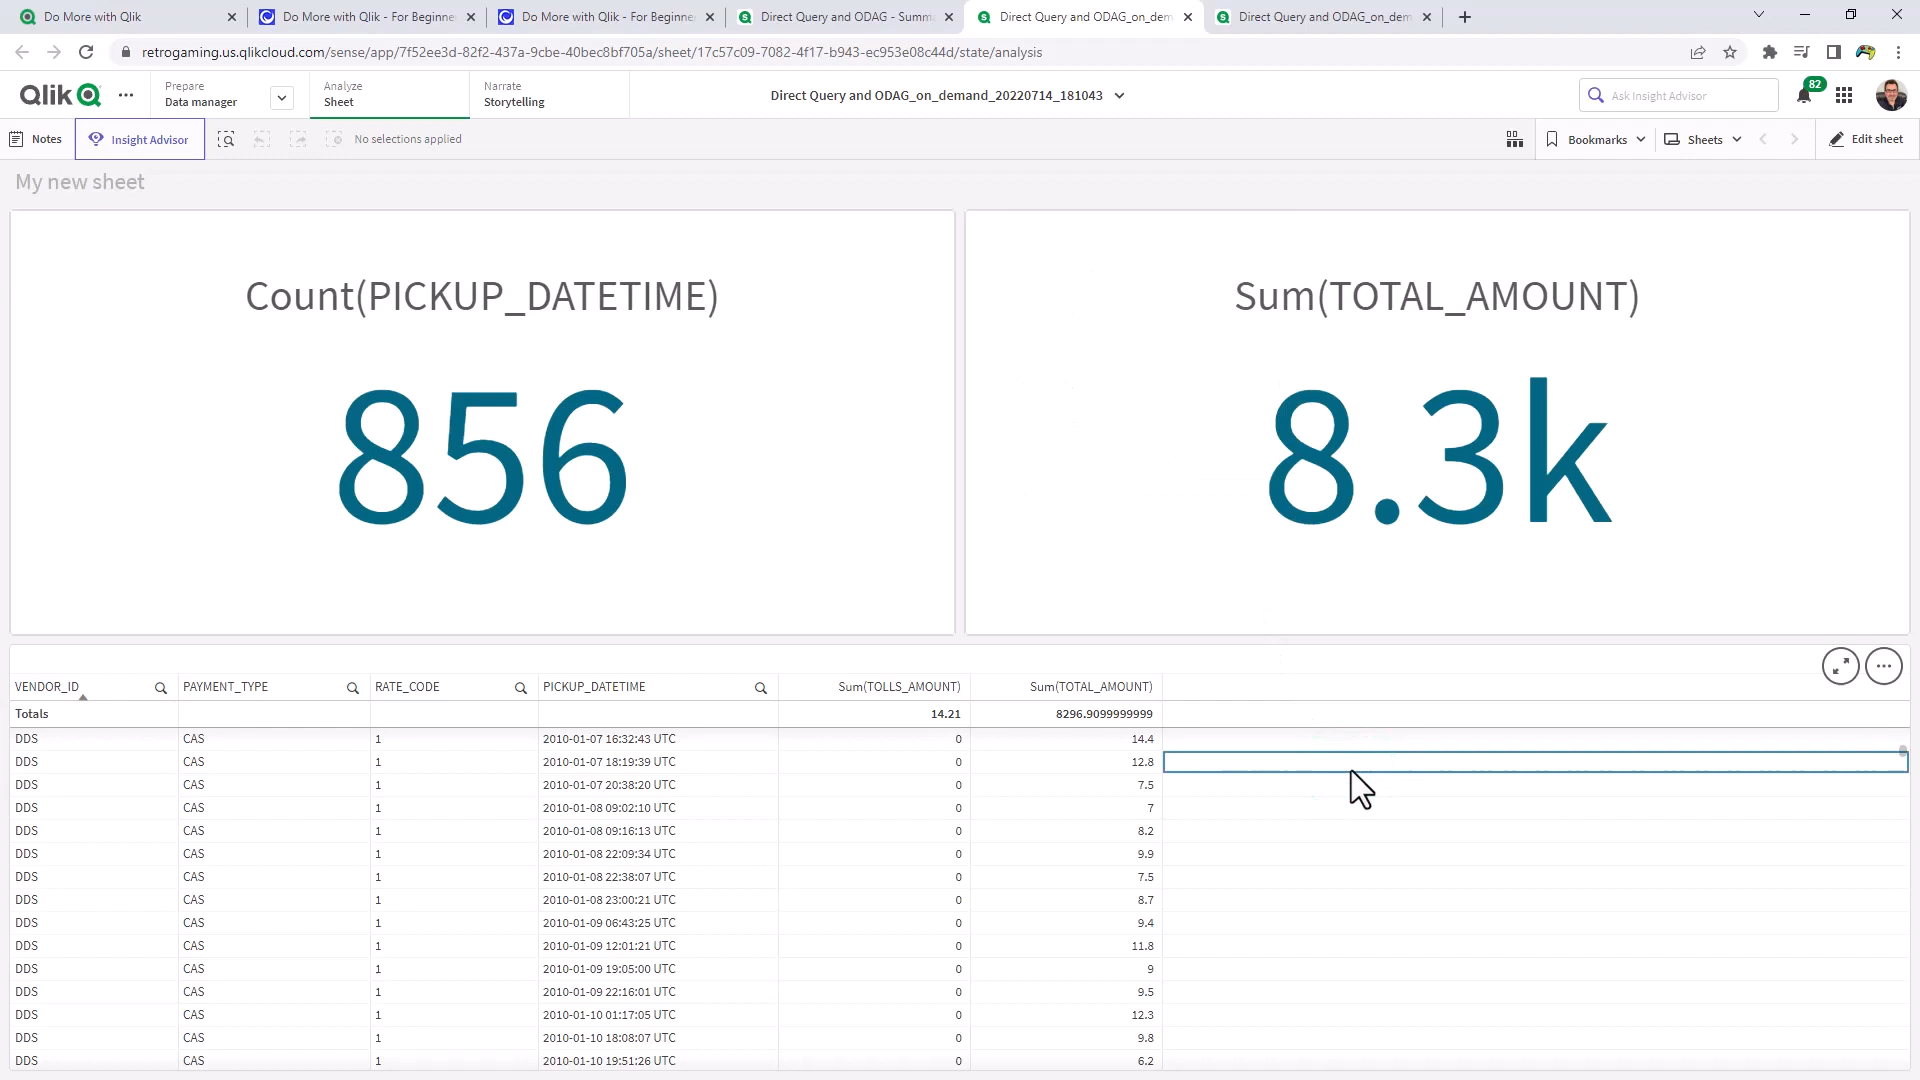 Do More with Qlik
Do More with Qlik - For Beginne
Do More with Qlik - For Beginne
Direct Query and ODAG - Summ
Direct Query and ODAG_on_dem
Direct Query and ODAG_on_dem
retrogaming.us.qlikcloud.com/sense/app/7f52ee3d-82f2-437a-9cbe-40bec8bf705a/sheet/17c57c09-7082-4f17-b943-ec953e08c44d/state/analysis
Qlik
Prepare
Data manager
Analyze
Sheet
Narrate
Storytelling
Direct Query and ODAG_on_demand_20220714_181043
Ask Insight Advisor
82
Notes
Insight Advisor
No selections applied
Bookmarks
Sheets
Edit sheet
My new sheet
Count(PICKUP_DATETIME)
856
Sum(TOTAL_AMOUNT)
8.3k
VENDOR_ID PAYMENT_TYPE RATE_CODE PICKUP_DATETIME Sum(TOLLS_AMOUNT) Sum(TOTAL_AMOUNT)
Totals 14.21 8296.9099999999
DDS CAS 1 2010-01-07 16:32:43 UTC 0 14.4
DDS CAS 1 2010-01-07 18:19:39 UTC 0 12.8
DDS CAS 1 2010-01-07 20:38:20 UTC 0 7.5
DDS CAS 1 2010-01-08 09:02:10 UTC 0 7
DDS CAS 1 2010-01-08 09:16:13 UTC 0 8.2
DDS CAS 1 2010-01-08 22:09:34 UTC 0 9.9
DDS CAS 1 2010-01-08 22:38:07 UTC 0 7.5
DDS CAS 1 2010-01-08 23:00:21 UTC 0 8.7
DDS CAS 1 2010-01-09 06:43:25 UTC 0 9.4
DDS CAS 1 2010-01-09 12:01:21 UTC 0 11.8
DDS CAS 1 2010-01-09 19:05:00 UTC 0 9
DDS CAS 1 2010-01-09 22:16:01 UTC 0 9.5
DDS CAS 1 2010-01-10 01:17:05 UTC 0 12.3
DDS CAS 1 2010-01-10 18:08:07 UTC 0 9.8
DDS CAS 1 2010-01-10 19:51:26 UTC 0 6.2